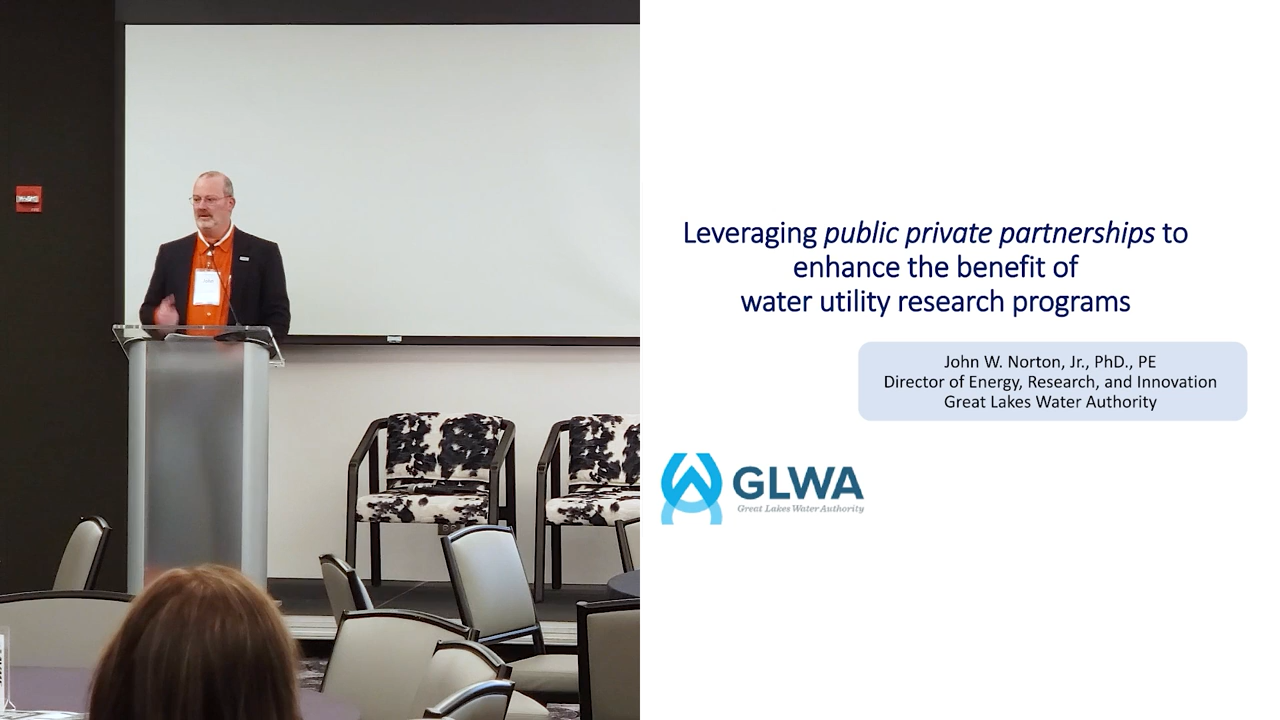 Leveraging public private partnerships to
enhance the benefit of
water utility research programs
John W. Norton, Jr., PhD., PE
Director of Energy, Research, and Innovation
Great Lakes Water Authority
GLWA
Great Lakes Water Authority